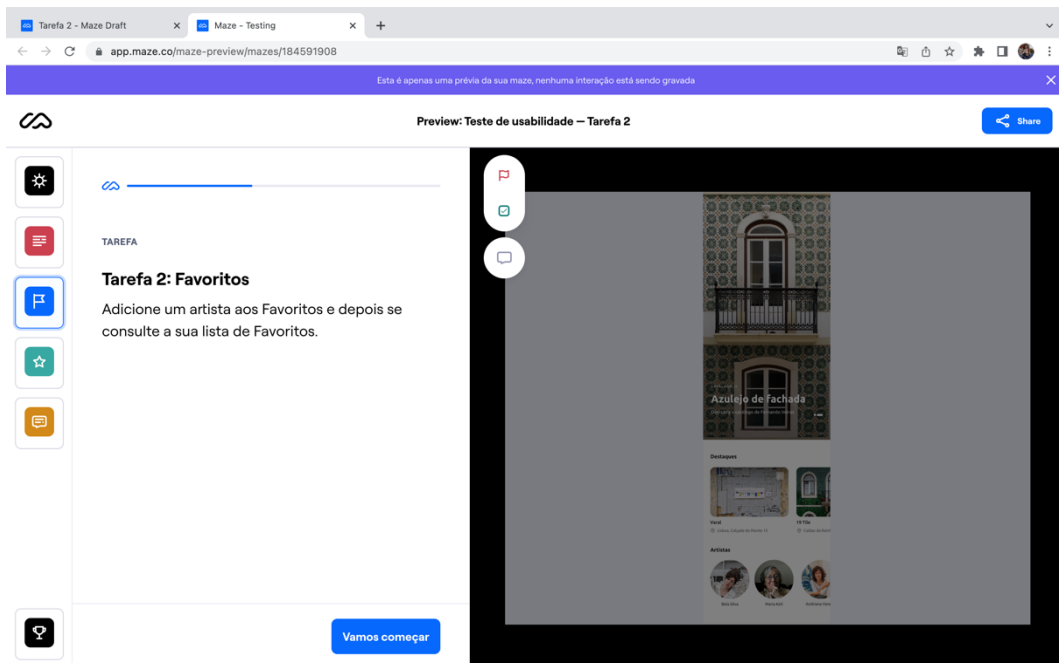 Tarefa 2 - Maze Draft
Maze - Testing
app.maze.co/maze-preview/mazes/184591908
Esta é apenas uma prévia da sua maze, nenhuma interação está sendo gravada
Preview: Teste de usabilidade — Tarefa 2
Share
TAREFA
Tarefa 2: Favoritos
Adicione um artista aos Favoritos e depois se
consulte a sua lista de Favoritos.
Vamos começar
Azulejo de fachada
Destaques
Varal
Artistas